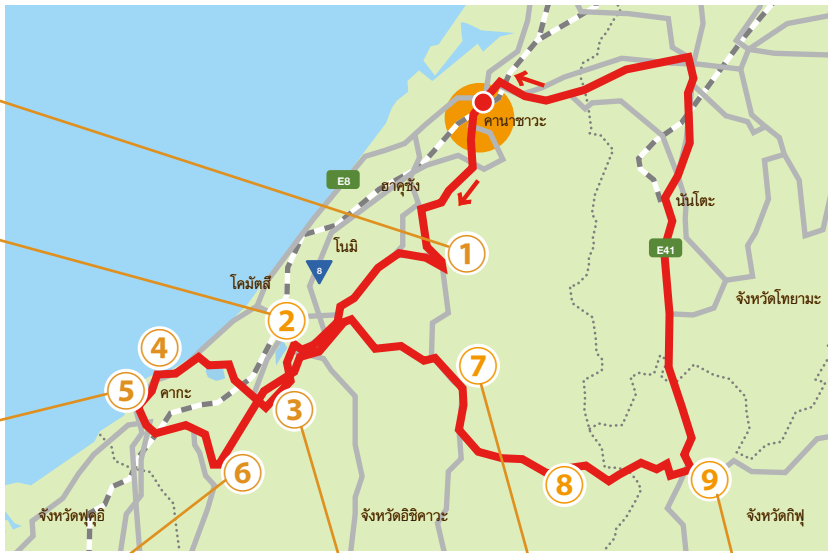 คานาซาวะ
E8
ฮาคุซัง
นันโตะ
โนมิ
1
E41
8
โคมัตสึ
จังหวัดโทยามะ
2
4
7
5
คากะ
3
6
8
9
จังหวัดฟุคุอิ
จังหวัดอิชิคาวะ
จังหวัดกิฟุ